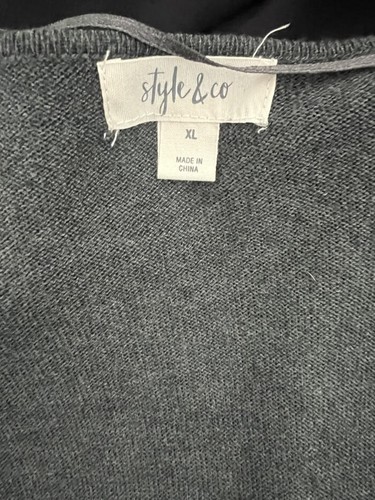 style & co
XL
MADE IN
CHINA